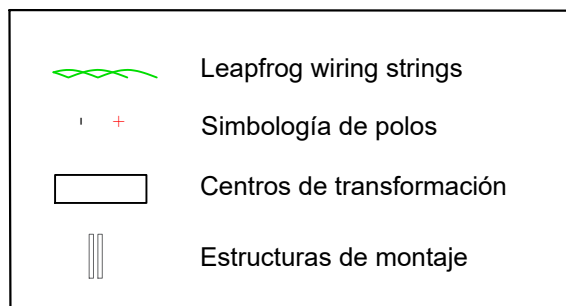 Leapfrog wiring strings
Simbología de polos
Centros de transformación
Estructuras de montaje